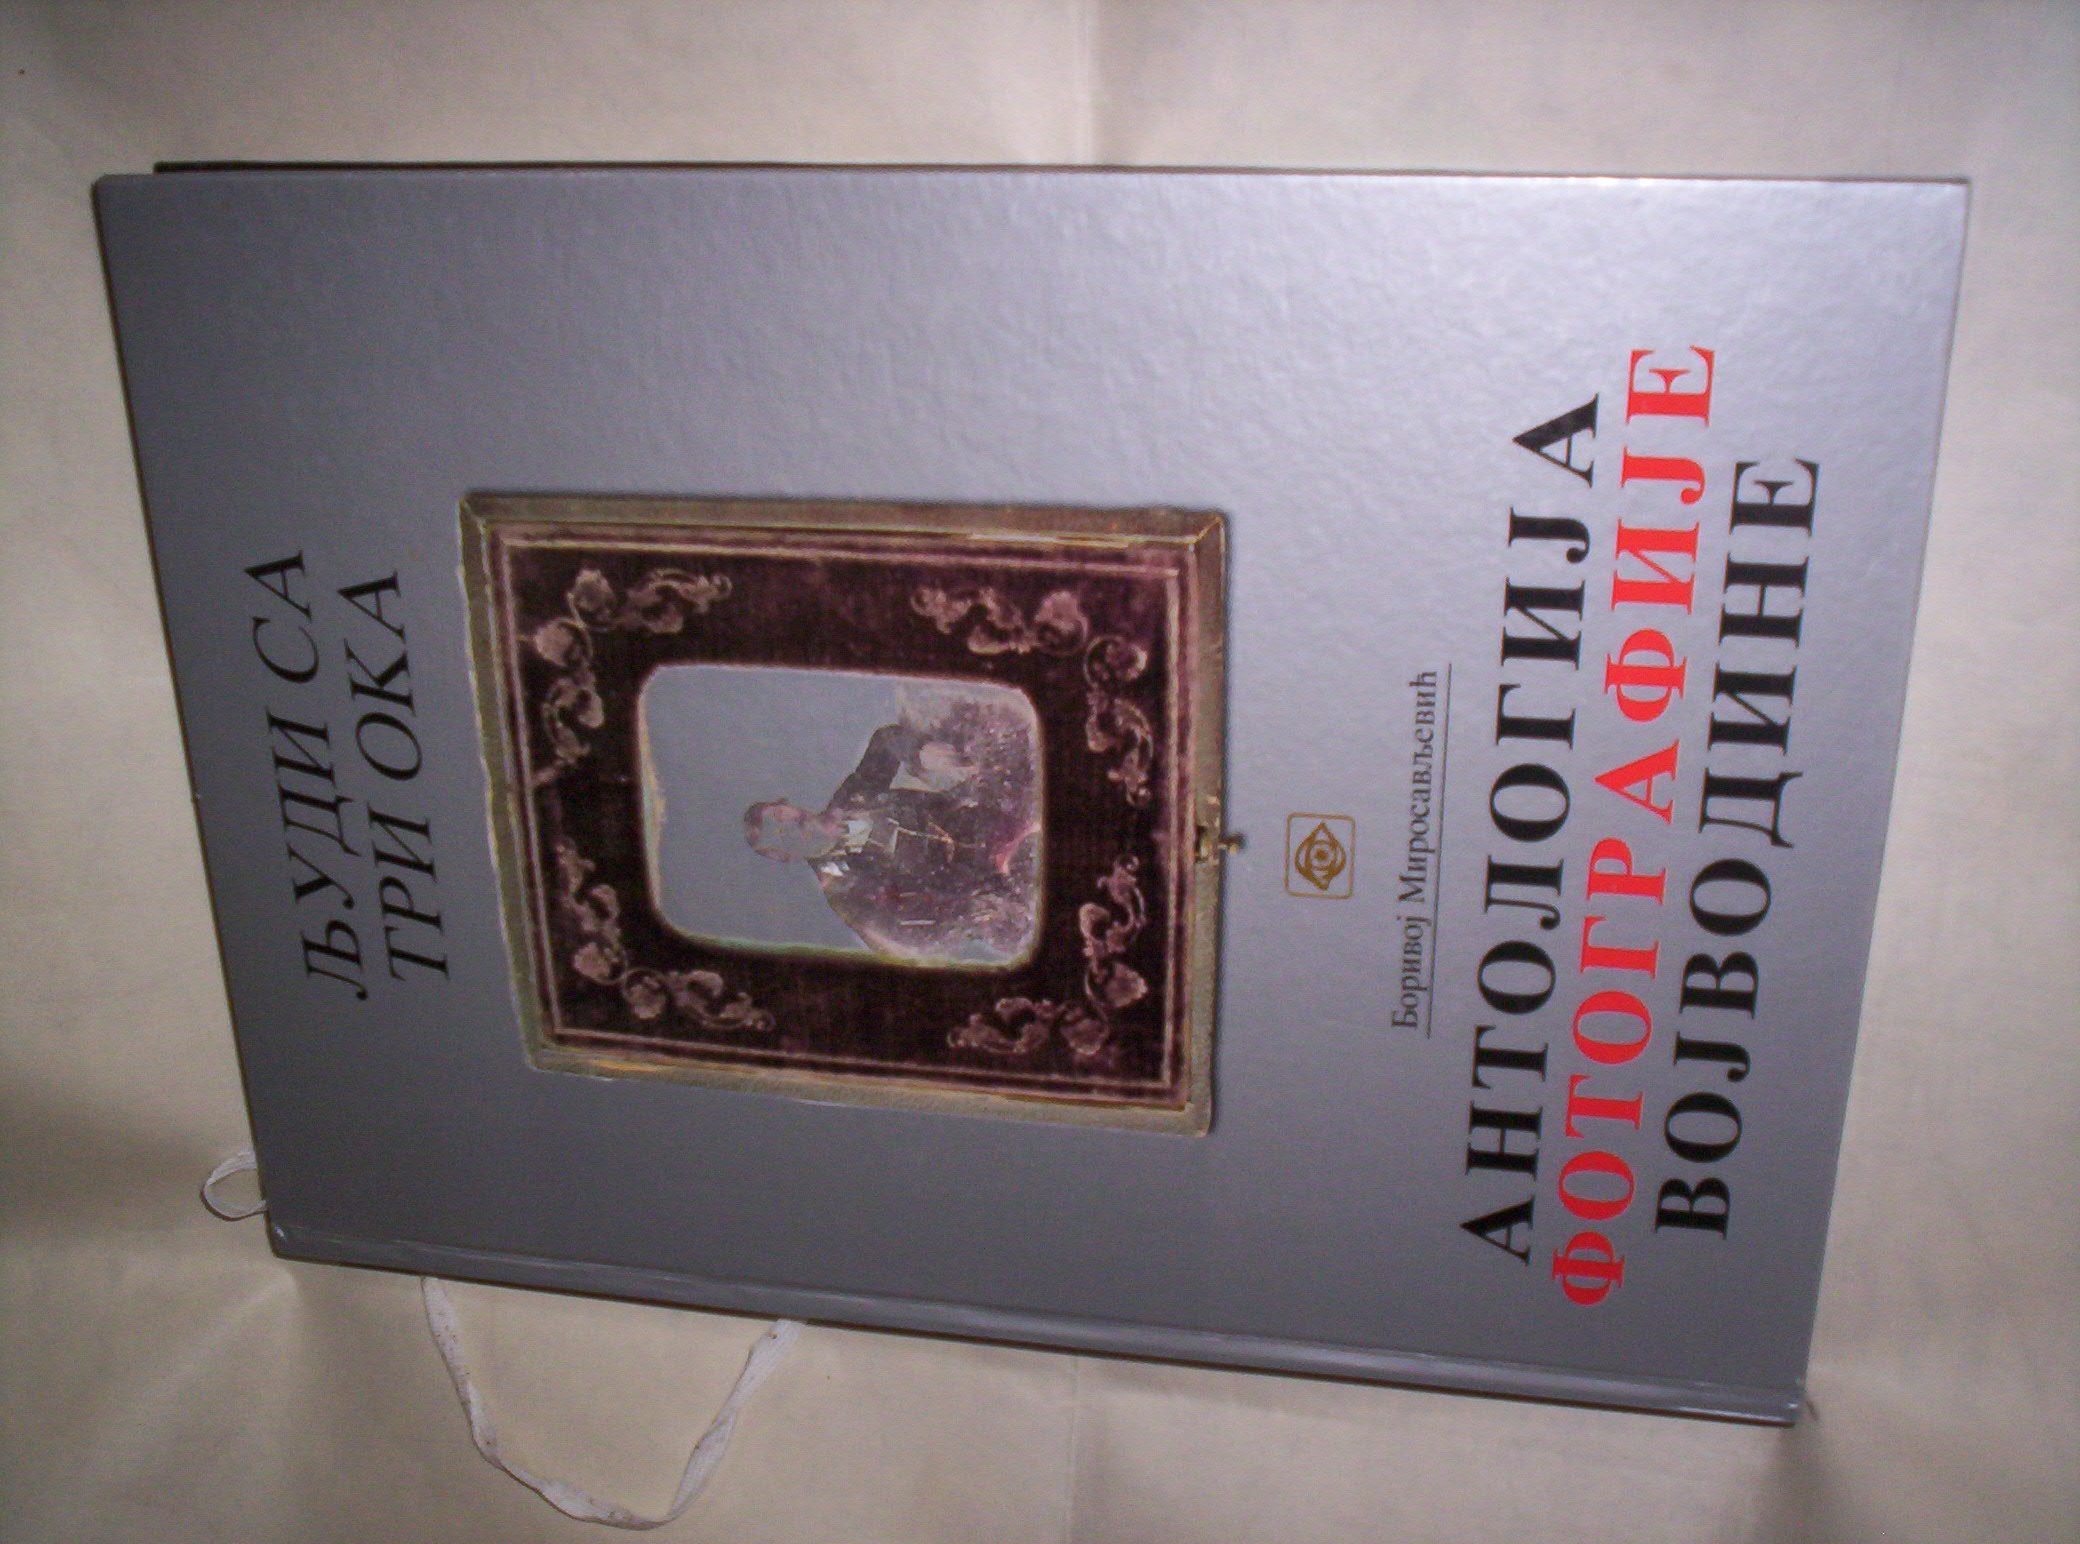 ЉУДИ СА
ТРИ ОКА
Боривој Миросављевић
АНТОЛОГИЈА
ФОТОГРАФИЈЕ
ВОЈВОДИНЕ